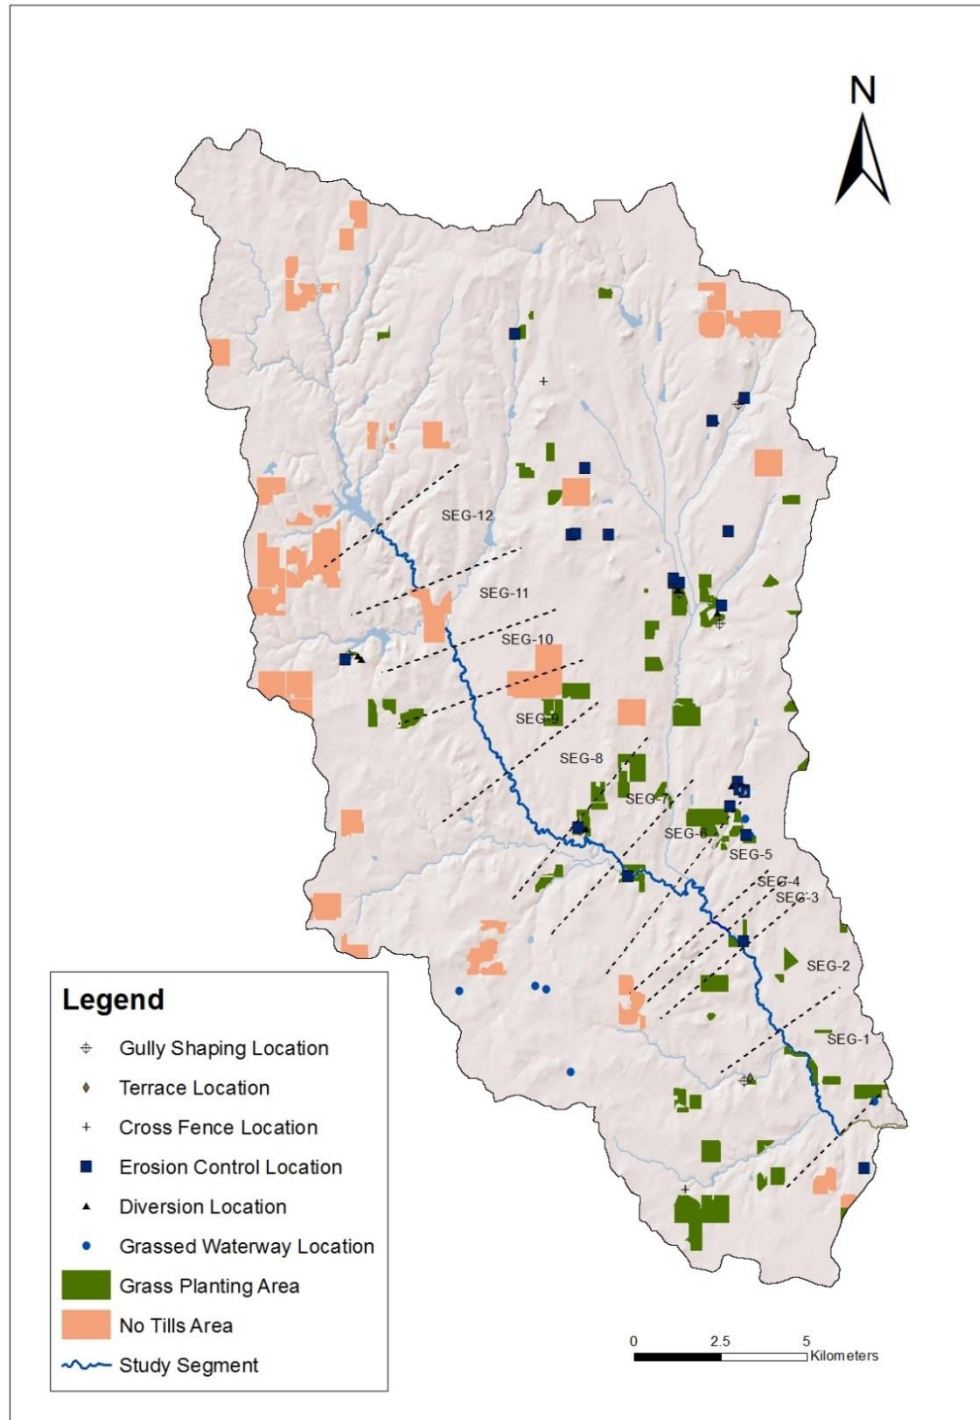 N
SEG-12
SEG-11
SEG-10
SEG-9
SEG-8
SEG-7
SEG-6
SEG-5
SEG-4
SEG-3
SEG-2
SEG-1
Legend
Gully Shaping Location
Terrace Location
Cross Fence Location
Erosion Control Location
Diversion Location
Grassed Waterway Location
Grass Planting Area
No Tills Area
Study Segment
0 2.5 5
Kilometers